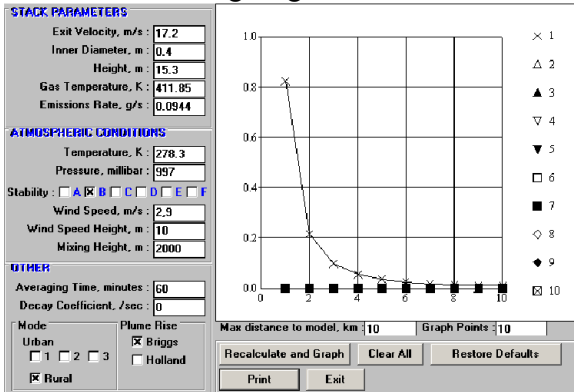 STACK PARAMETERS
Exit Velocity, m/s : 17.2
Inner Diameter, m : 0.4
Height, m : 15.3
Gas Temperature, K : 411.85
Emissions Rate, g/s : 0.0944
ATMOSPHERIC CONDITIONS
Temperature, K : 278.3
Pressure, millibar : 997
Stability : A B C D E F
Wind Speed, m/s : 2.9
Wind Speed Height, m : 10
Mixing Height, m : 2000
OTHER
Averaging Time, minutes : 60
Decay Coefficient, /sec : 0
Mode
Urban
1 2 3
Rural
Plume Rise
Briggs
Holland
1.0
0.8
0.6
0.4
0.2
0.0
0 2 4 6 8 10
1
2
3
4
5
6
7
8
9
10
Max distance to model, km : 10 Graph Points : 10
Recalculate and Graph Clear All Restore Defaults
Print Exit